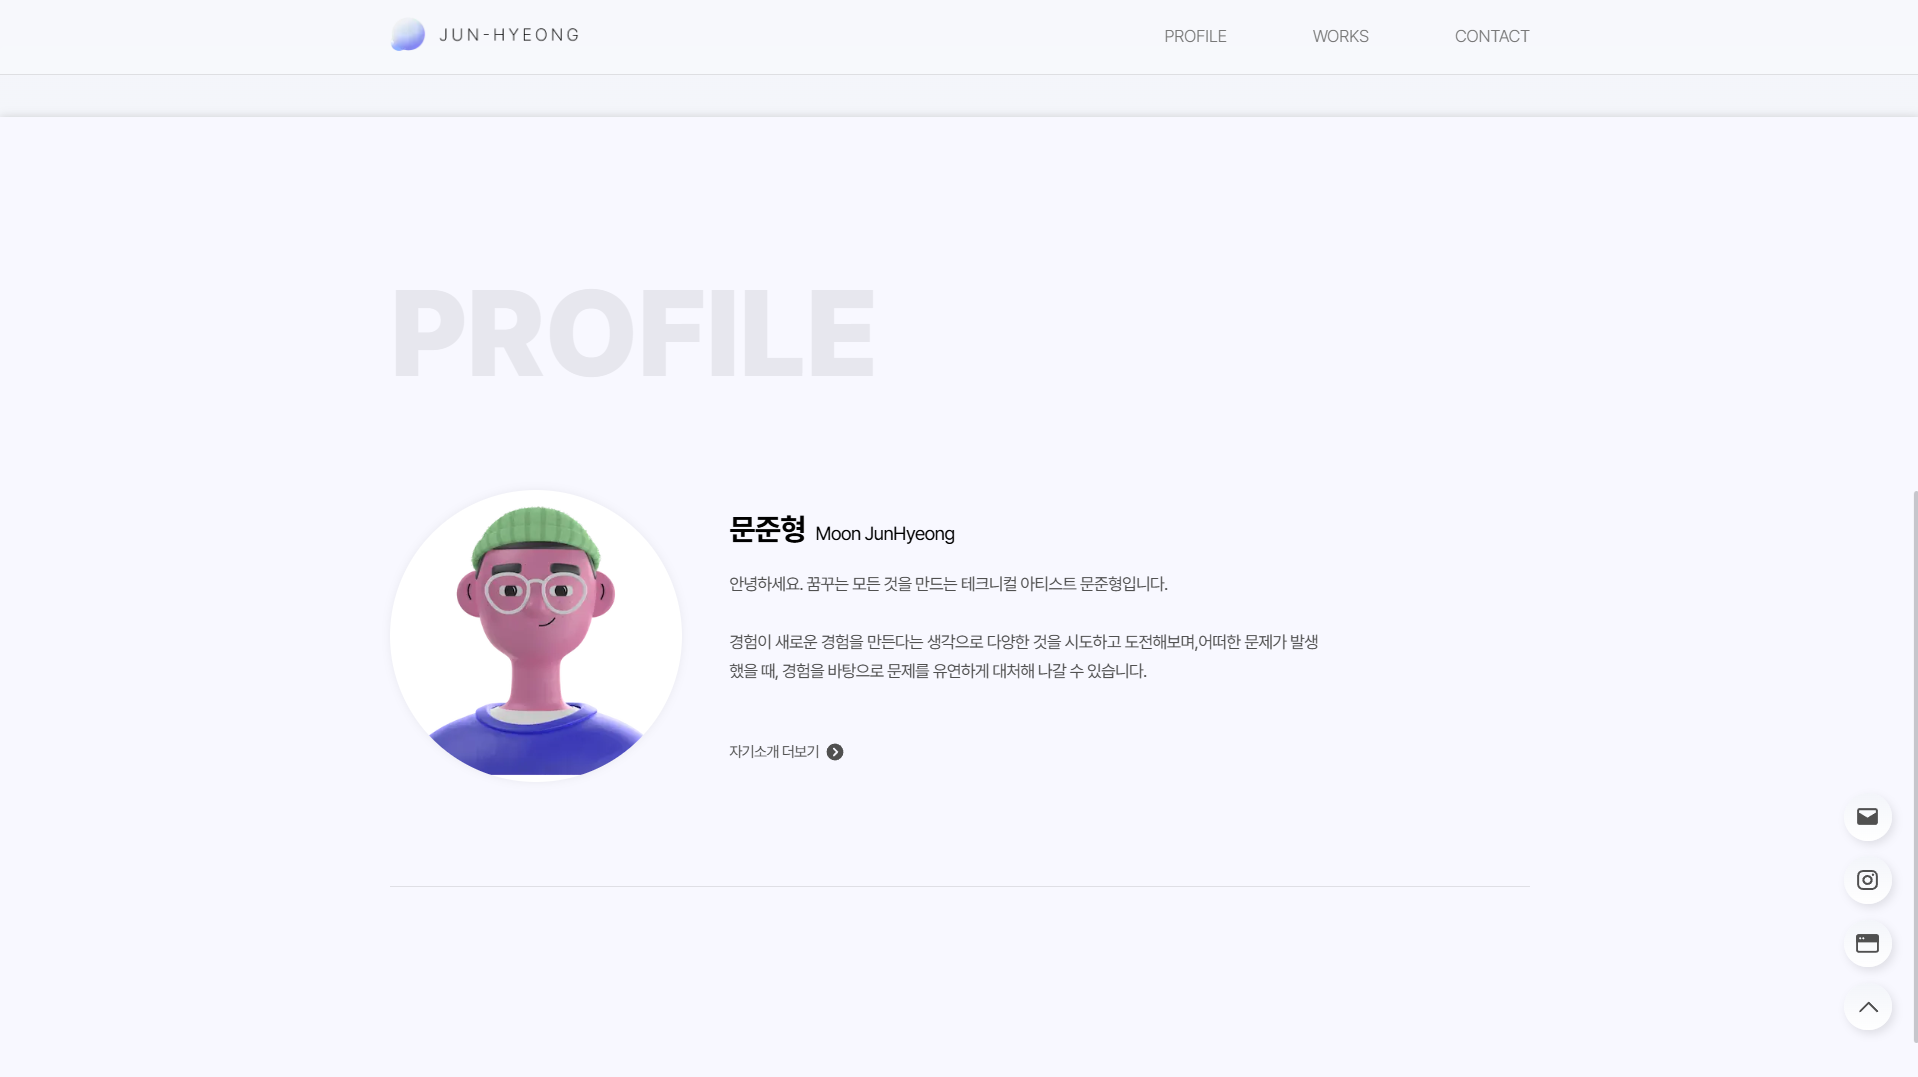 JUN-HYEONG
PROFILE
WORKS
CONTACT
PROFILE
문준형 Moon JunHyeong
안녕하세요. 꿈꾸는 모든 것을 만드는 테크니컬 아티스트 문준형입니다.
경험이 새로운 경험을 만든다는 생각으로 다양한 것을 시도하고 도전해보며,어떠한 문제가 발생
했을 때, 경험을 바탕으로 문제를 유연하게 대처해 나갈 수 있습니다.
자기소개 더보기